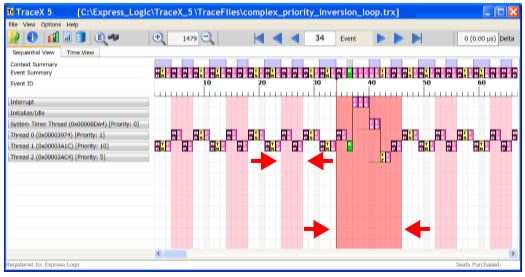 TraceX 5 [C:\Express_Logic\TraceX_5\TraceFiles\complex_priority_inversion_loop.trx]
File View Options Help
1479 34 Event 0 (0.00 µs) Delta
Sequential View Time View
Context Summary
Event Summary
Event ID 10 20 30 40 50 60
Interrupt
Initialize/Idle
System Timer Thread (0x00008DA4) [Priority: 0]
Thread 0 (0x00003974) [Priority: 1]
Thread 1 (0x00003A1C) [Priority: 10]
Thread 2 (0x00003AC4) [Priority: 5]
Registered to: Express Logic Seats Purchased: